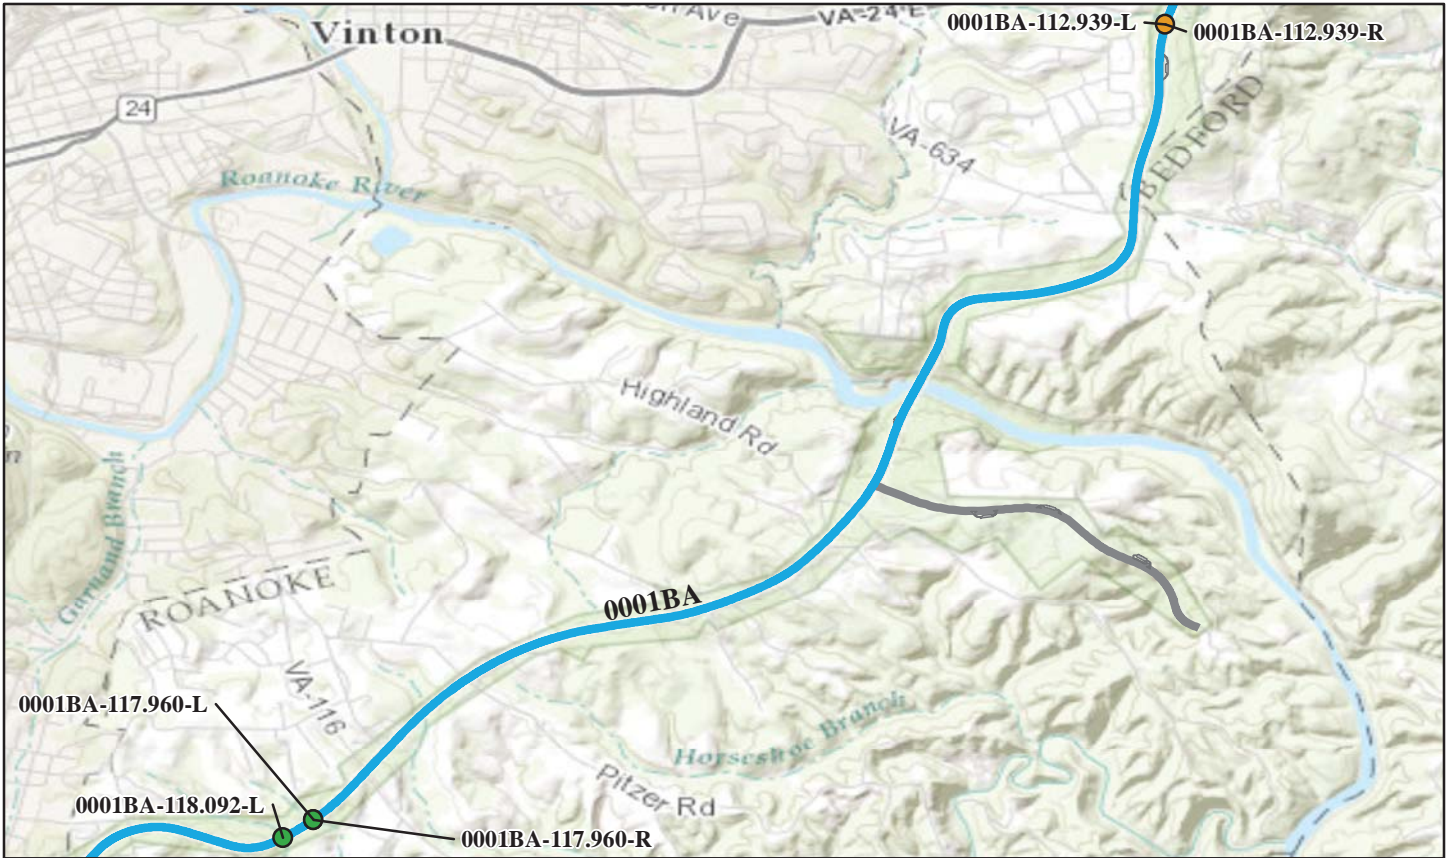 VA-24 E
0001BA-112.939-L
0001BA-112.939-R
Vinton
24
VA-634
BEDFORD
Roanoke River
Highland Rd
Garnand Branch
ROANOKE
0001BA
VA-116
0001BA-117.960-L
Horseshoe Branch
Pitzer Rd
0001BA-118.092-L
0001BA-117.960-R